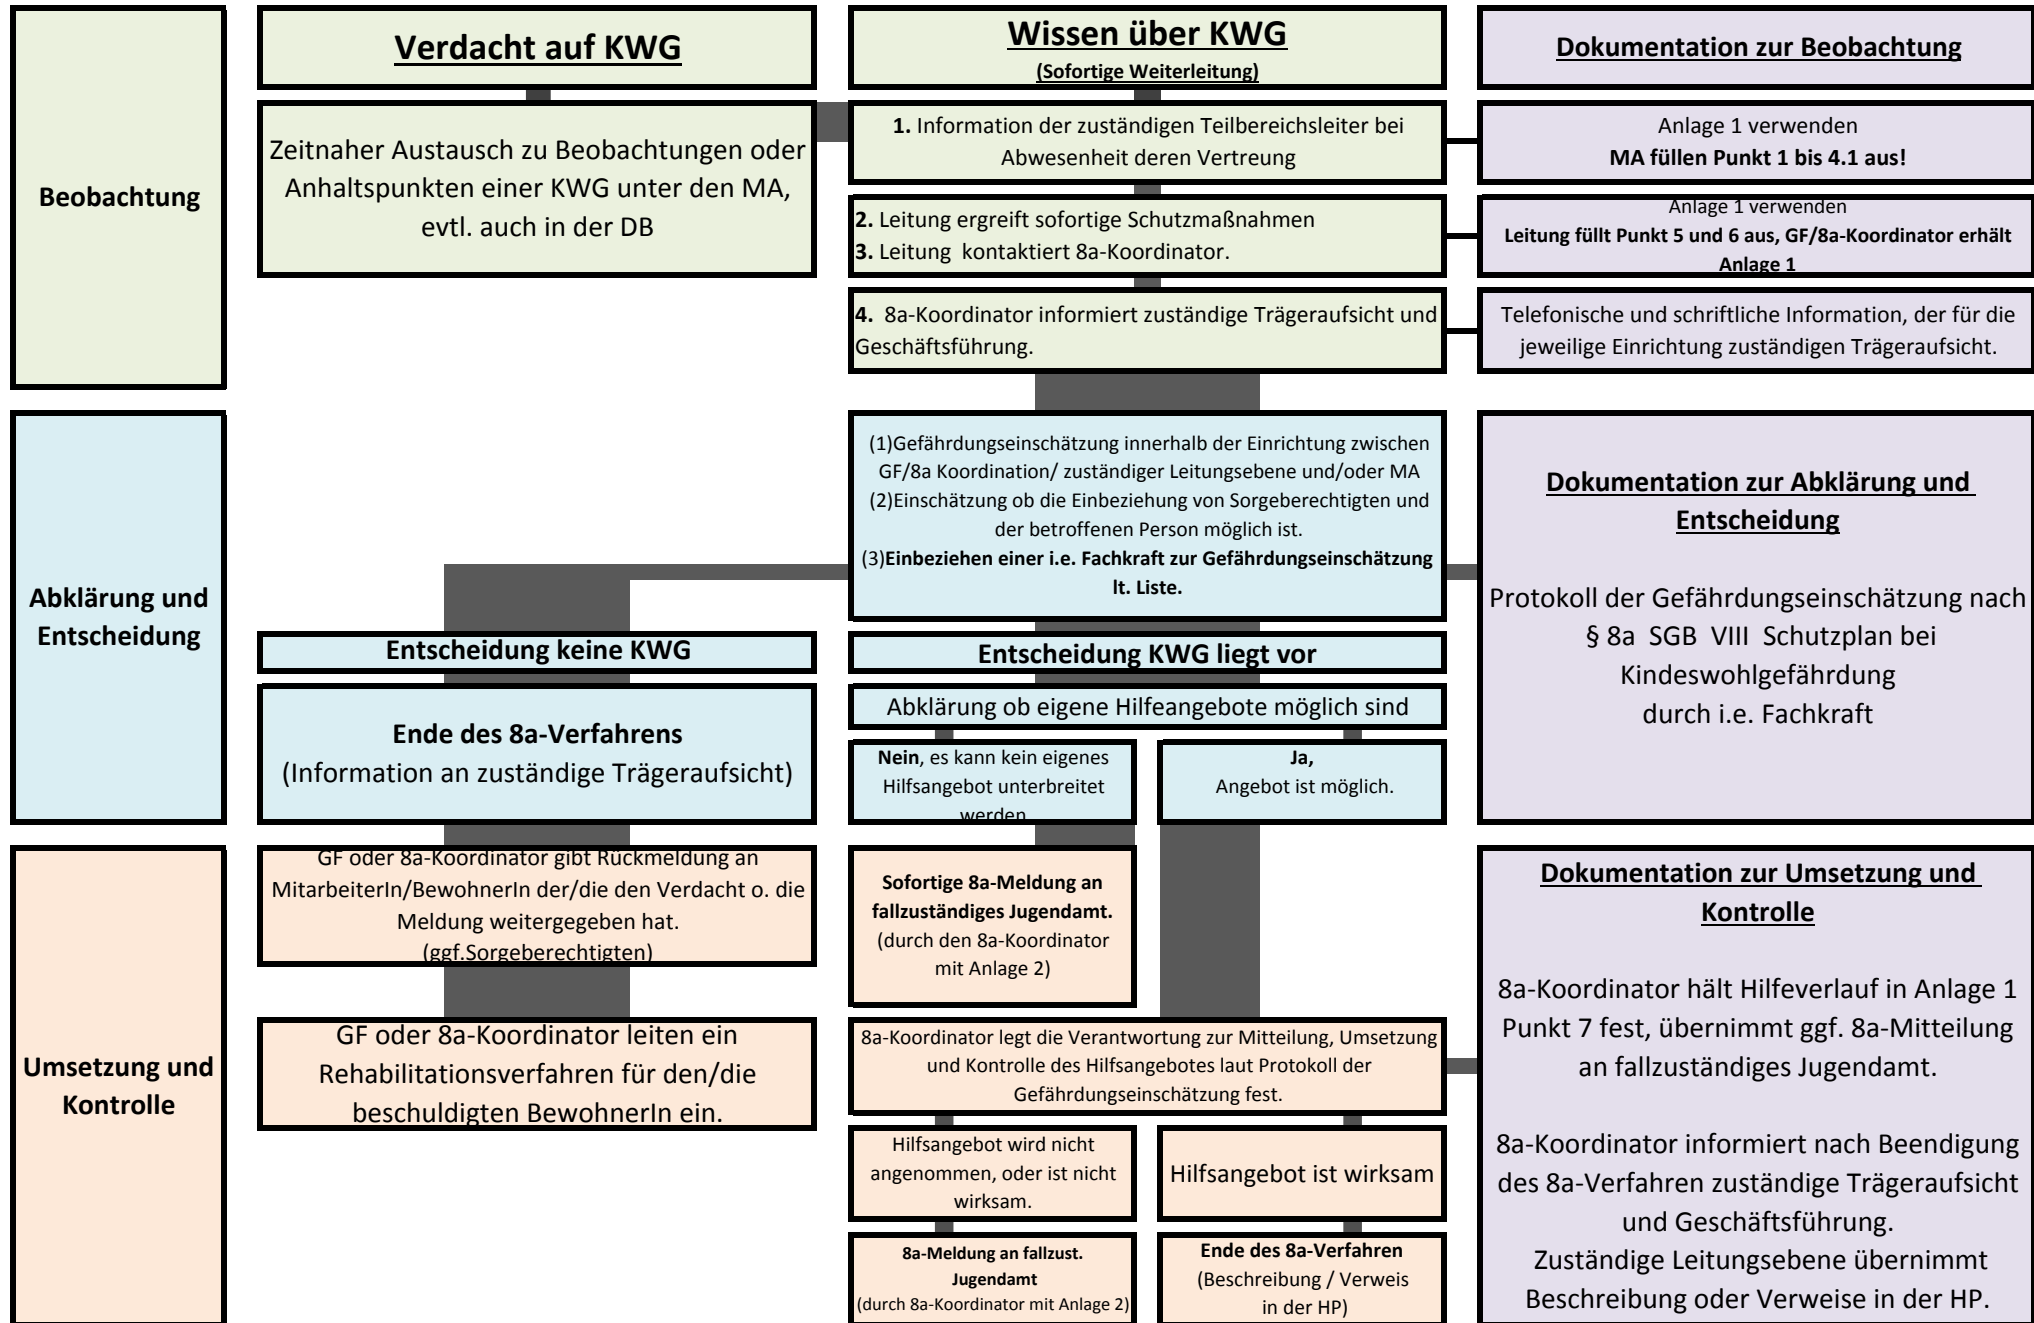 Verdacht auf KWG
Wissen über KWG
(Sofortige Weiterleitung)
Dokumentation zur Beobachtung
Beobachtung
Zeitnaher Austausch zu Beobachtungen oder
Anhaltspunkten einer KWG unter den MA,
evtl. auch in der DB
1. Information der zuständigen Teilbereichsleiter bei
Abwesenheit deren Vertreung
Anlage 1 verwenden
MA füllen Punkt 1 bis 4.1 aus!
2. Leitung ergreift sofortige Schutzmaßnahmen
3. Leitung kontaktiert 8a-Koordinator.
Anlage 1 verwenden
Leitung füllt Punkt 5 und 6 aus, GF/8a-Koordinator erhält
Anlage 1
4. 8a-Koordinator informiert zuständige Trägeraufsicht und
Geschäftsführung.
Telefonische und schriftliche Information, der für die
jeweilige Einrichtung zuständigen Trägeraufsicht.
Abklärung und
Entscheidung
(1)Gefährdungseinschätzung innerhalb der Einrichtung zwischen
GF/8a Koordination/ zuständiger Leitungsebene und/oder MA
(2)Einschätzung ob die Einbeziehung von Sorgeberechtigten und
der betroffenen Person möglich ist.
(3)Einbeziehen einer i.e. Fachkraft zur Gefährdungseinschätzung
lt. Liste.
Dokumentation zur Abklärung und
Entscheidung
Protokoll der Gefährdungseinschätzung nach
§ 8a SGB VIII Schutzplan bei
Kindeswohlgefährdung
durch i.e. Fachkraft
Entscheidung keine KWG
Entscheidung KWG liegt vor
Ende des 8a-Verfahrens
(Information an zuständige Trägeraufsicht)
Abklärung ob eigene Hilfeangebote möglich sind
Nein, es kann kein eigenes
Hilfsangebot unterbreitet
werden
Ja,
Angebot ist möglich.
Umsetzung und
Kontrolle
GF oder 8a-Koordinator gibt Rückmeldung an
MitarbeiterIn/BewohnerIn der/die den Verdacht o. die
Meldung weitergegeben hat.
(ggf.Sorgeberechtigten)
Sofortige 8a-Meldung an
fallzuständiges Jugendamt.
(durch den 8a-Koordinator
mit Anlage 2)
Dokumentation zur Umsetzung und
Kontrolle
8a-Koordinator hält Hilfeverlauf in Anlage 1
Punkt 7 fest, übernimmt ggf. 8a-Mitteilung
an fallzuständiges Jugendamt.
8a-Koordinator informiert nach Beendigung
des 8a-Verfahren zuständige Trägeraufsicht
und Geschäftsführung.
Zuständige Leitungsebene übernimmt
Beschreibung oder Verweise in der HP.
GF oder 8a-Koordinator leiten ein
Rehabilitationsverfahren für den/die
beschuldigten BewohnerIn ein.
8a-Koordinator legt die Verantwortung zur Mitteilung, Umsetzung
und Kontrolle des Hilfsangebotes laut Protokoll der
Gefährdungseinschätzung fest.
Hilfsangebot wird nicht
angenommen, oder ist nicht
wirksam.
Hilfsangebot ist wirksam
8a-Meldung an fallzust.
Jugendamt
(durch 8a-Koordinator mit Anlage 2)
Ende des 8a-Verfahren
(Beschreibung / Verweis
in der HP)